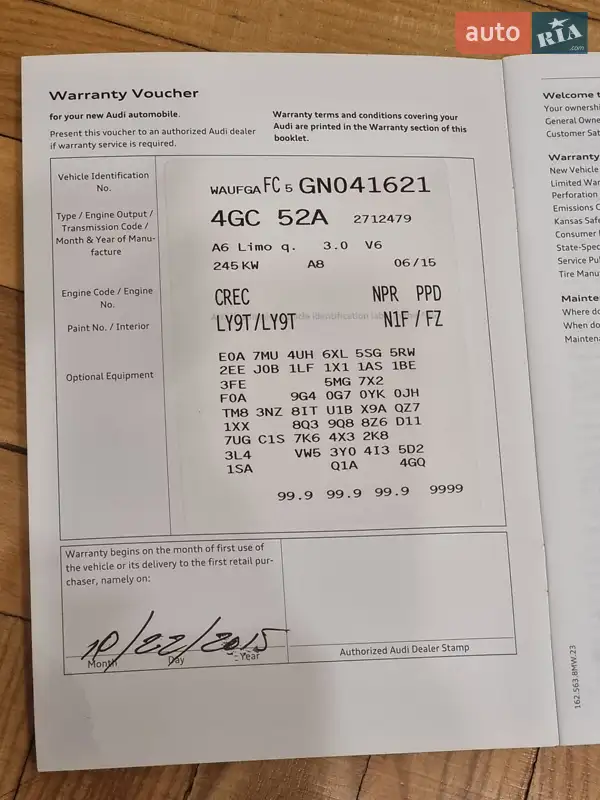 auto RIA .com
Warranty Voucher
for your new Audi automobile.
Present this voucher to an authorized Audi dealer
if warranty service is required.
Warranty terms and conditions covering your
Audi are printed in the Warranty section of this
booklet.
Vehicle Identification
No.
WAUFGAFC5GN041621
Type / Engine Output /
Transmission Code /
Month & Year of Manu-
facture
4GC 52A 2712479
A6 Limo q. 3.0 V6
245 KW A8 06/15
Engine Code / Engine
No.
CREC NPR PPD
Paint No. / Interior
LY9T/LY9T N1F / FZ
Optional Equipment
E0A 7MU 4UH 6XL 5SG 5RW
2EE J0B 1LF 1X1 1AS 1BE
3FE 5MG 7X2
F0A 9G4 0G7 0YK 0JH
TM8 3NZ 8IT U1B X9A QZ7
1XX 8Q3 9Q8 8Z6 D11
7UG C1S 7K6 4X3 2K8
3L4 VW5 3Y0 4I3 5D2
1SA Q1A 4GQ
99.9 99.9 99.9 9999
Warranty begins on the month of first use of
the vehicle or its delivery to the first retail pur-
chaser, namely on:
10/22/2015
Month Day Year
Authorized Audi Dealer Stamp
Welcome t
Your ownershi
General Owne
Customer Sat
Warranty
New Vehicle
Limited War
Perforation
Emissions C
Kansas Safe
Consumer
State-Spec
Service Pu
Tire Manu
Mainte
Where do
When do
Mainten
162.563.BMW.23